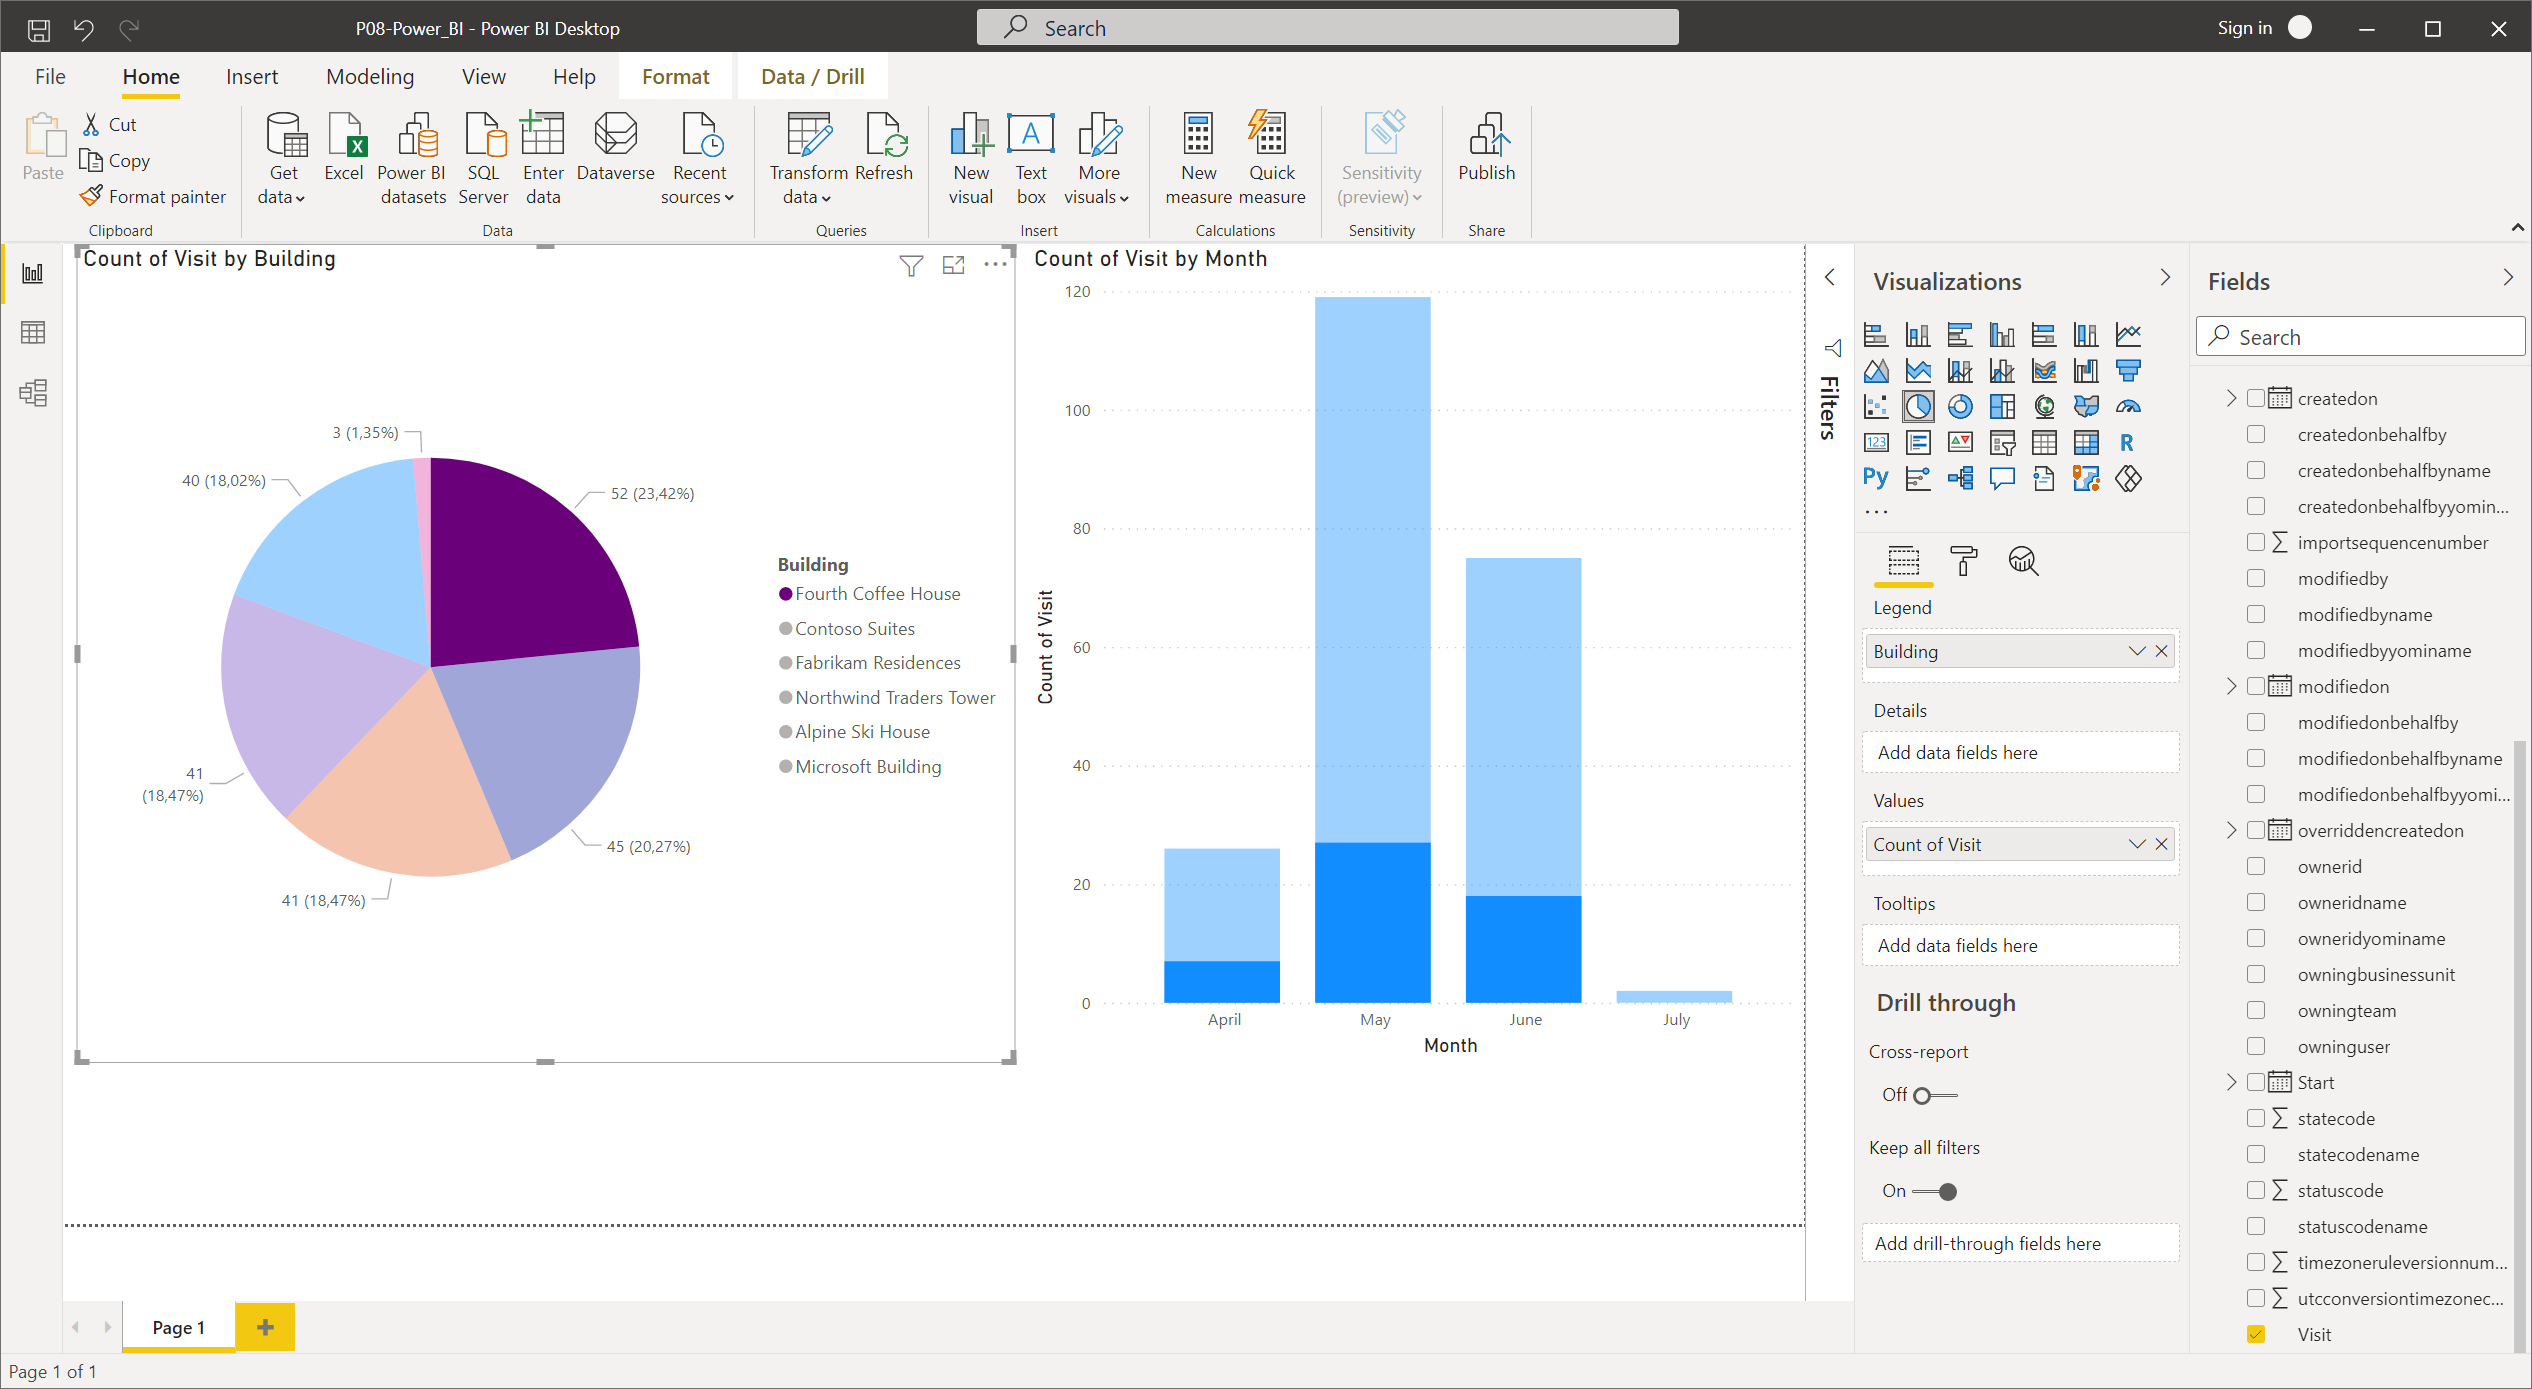 P08-Power_BI - Power BI Desktop
Search
Sign in
File
Home
Insert
Modeling
View
Help
Format
Data / Drill
Paste
Cut
Copy
Format painter
Clipboard
Get data
Excel
Power BI datasets
SQL Server
Enter data
Dataverse
Recent sources
Data
Transform data
Refresh
Queries
New visual
Text box
More visuals
Insert
New measure
Quick measure
Calculations
Sensitivity (preview)
Sensitivity
Publish
Share
Count of Visit by Building
3 (1,35%)
40 (18,02%)
52 (23,42%)
41
(18,47%)
45 (20,27%)
41 (18,47%)
Building
Fourth Coffee House
Contoso Suites
Fabrikam Residences
Northwind Traders Tower
Alpine Ski House
Microsoft Building
Count of Visit by Month
120
100
80
60
40
20
0
Count of Visit
April
May
June
July
Month
Filters
Visualizations
123
R
Py
Legend
Building
Details
Add data fields here
Values
Count of Visit
Tooltips
Add data fields here
Drill through
Cross-report
Off
Keep all filters
On
Add drill-through fields here
Fields
Search
createdon
createdonbehalfby
createdonbehalfbyname
createdonbehalfbyyomin...
importsequencenumber
modifiedby
modifiedbyname
modifiedbyyominame
modifiedon
modifiedonbehalfby
modifiedonbehalfbyname
modifiedonbehalfbyyomi...
overriddencreatedon
ownerid
owneridname
owneridyominame
owningbusinessunit
owningteam
owninguser
Start
statecode
statecodename
statuscode
statuscodename
timezoneruleversionnum...
utcconversiontimezonec...
Visit
Page 1
Page 1 of 1